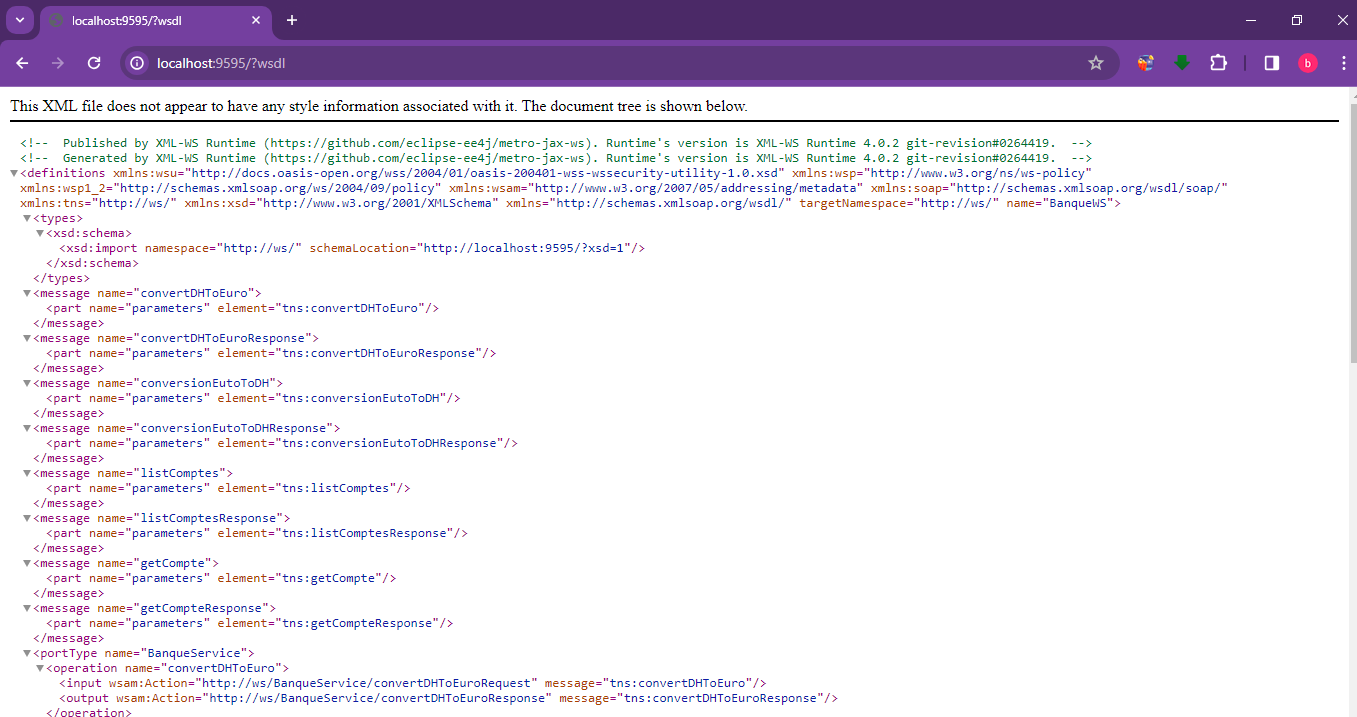 localhost:9595/?wsdl
localhost:9595/?wsdl
b
This XML file does not appear to have any style information associated with it. The document tree is shown below.
<!-- Published by XML-WS Runtime (https://github.com/eclipse-ee4j/metro-jax-ws). Runtime's version is XML-WS Runtime 4.0.2 git-revision#0264419. -->
<!-- Generated by XML-WS Runtime (https://github.com/eclipse-ee4j/metro-jax-ws). Runtime's version is XML-WS Runtime 4.0.2 git-revision#0264419. -->
<definitions xmlns:wsu="http://docs.oasis-open.org/wss/2004/01/oasis-200401-wss-wssecurity-utility-1.0.xsd" xmlns:wsp="http://www.w3.org/ns/ws-policy"
xmlns:wsp1_2="http://schemas.xmlsoap.org/ws/2004/09/policy" xmlns:wsam="http://www.w3.org/2007/05/addressing/metadata" xmlns:soap="http://schemas.xmlsoap.org/wsdl/soap/"
xmlns:tns="http://ws/" xmlns:xsd="http://www.w3.org/2001/XMLSchema" xmlns="http://schemas.xmlsoap.org/wsdl/" targetNamespace="http://ws/" name="BanqueWS">
<types>
<xsd:schema>
<xsd:import namespace="http://ws/" schemaLocation="http://localhost:9595/?xsd=1"/>
</xsd:schema>
</types>
<message name="convertDHToEuro">
<part name="parameters" element="tns:convertDHToEuro"/>
</message>
<message name="convertDHToEuroResponse">
<part name="parameters" element="tns:convertDHToEuroResponse"/>
</message>
<message name="conversionEutoToDH">
<part name="parameters" element="tns:conversionEutoToDH"/>
</message>
<message name="conversionEutoToDHResponse">
<part name="parameters" element="tns:conversionEutoToDHResponse"/>
</message>
<message name="listComptes">
<part name="parameters" element="tns:listComptes"/>
</message>
<message name="listComptesResponse">
<part name="parameters" element="tns:listComptesResponse"/>
</message>
<message name="getCompte">
<part name="parameters" element="tns:getCompte"/>
</message>
<message name="getCompteResponse">
<part name="parameters" element="tns:getCompteResponse"/>
</message>
<portType name="BanqueService">
<operation name="convertDHToEuro">
<input wsam:Action="http://ws/BanqueService/convertDHToEuroRequest" message="tns:convertDHToEuro"/>
<output wsam:Action="http://ws/BanqueService/convertDHToEuroResponse" message="tns:convertDHToEuroResponse"/>
</operation>